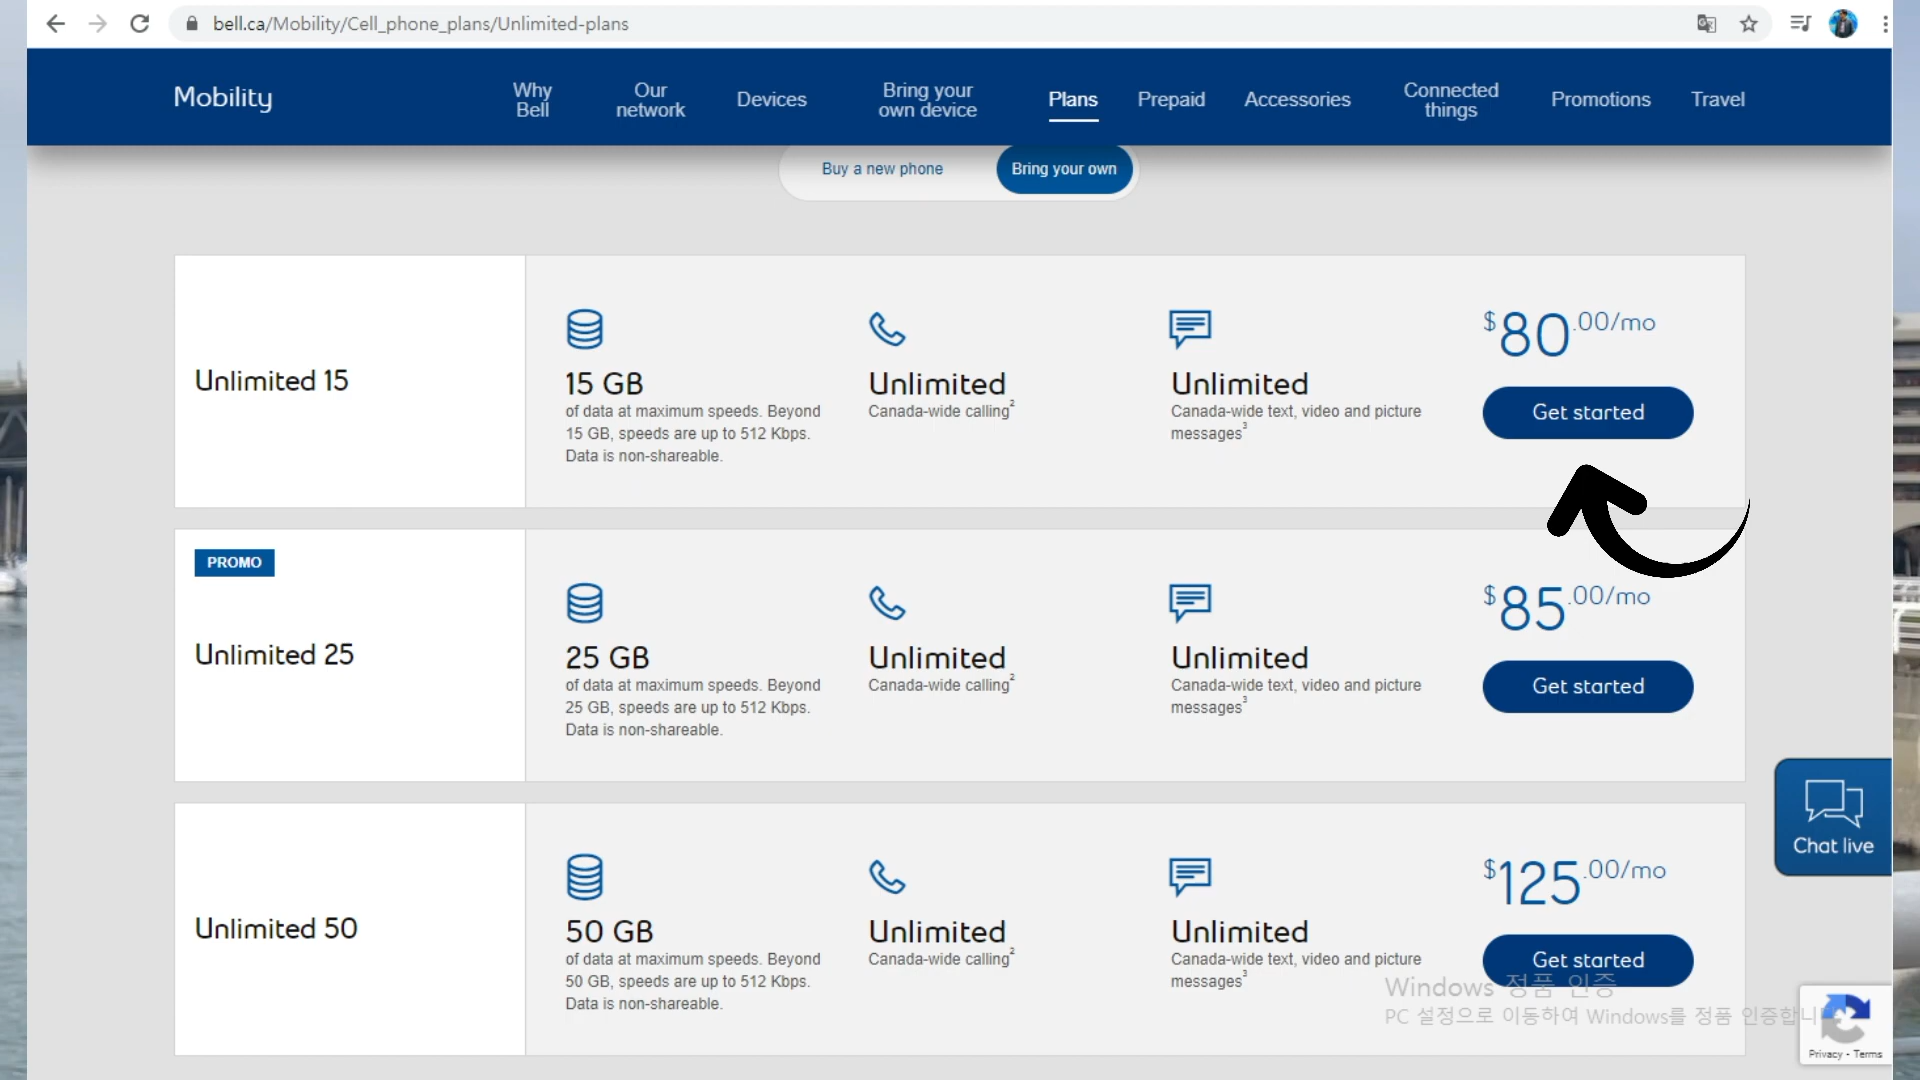 bell.ca/Mobility/Cell_phone_plans/Unlimited-plans
Mobility
Why
Bell
Our
network
Devices
Bring your
own device
Plans
Prepaid
Accessories
Connected
things
Promotions
Travel
Buy a new phone
Bring your own
Unlimited 15
15 GB
of data at maximum speeds. Beyond
15 GB, speeds are up to 512 Kbps.
Data is non-shareable.
Unlimited
Canada-wide calling2
Unlimited
Canada-wide text, video and picture
messages3
$80.00/mo
Get started
PROMO
Unlimited 25
25 GB
of data at maximum speeds. Beyond
25 GB, speeds are up to 512 Kbps.
Data is non-shareable.
Unlimited
Canada-wide calling2
Unlimited
Canada-wide text, video and picture
messages3
$85.00/mo
Get started
Chat live
Unlimited 50
50 GB
of data at maximum speeds. Beyond
50 GB, speeds are up to 512 Kbps.
Data is non-shareable.
Unlimited
Canada-wide calling2
Unlimited
Canada-wide text, video and picture
messages3
$125.00/mo
Get started
Windows 정품 인증
PC 설정으로 이동하여 Windows를 정품 인증합니
Privacy - Terms